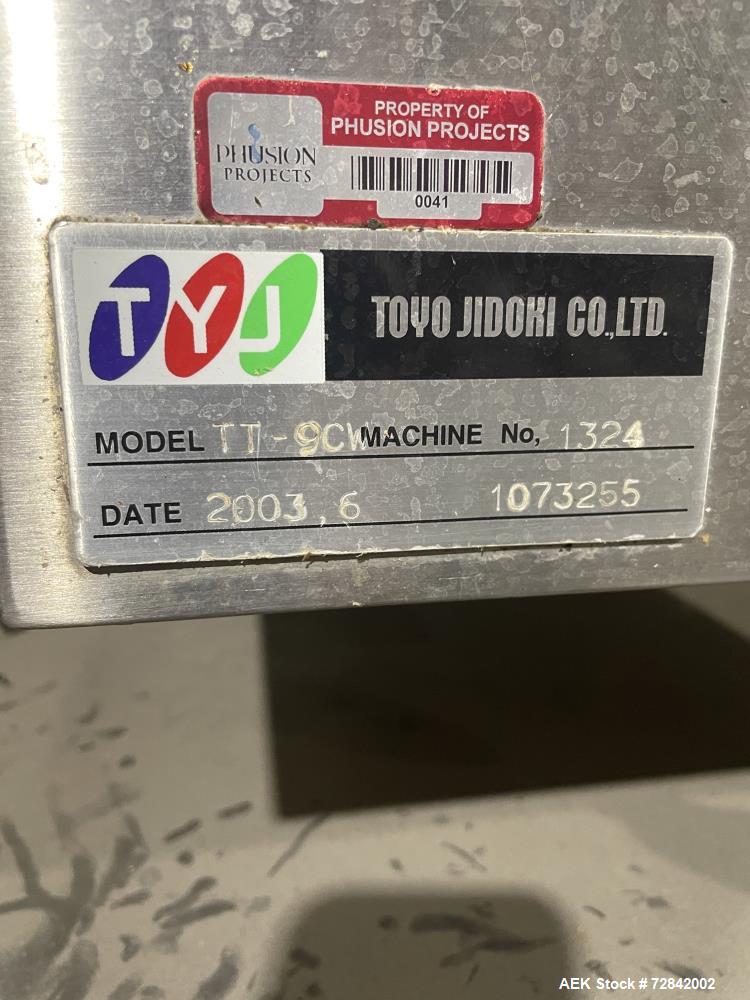 PROPERTY OF
PHUSION PROJECTS
PHUSION
PROJECTS
0041
TYJ
TOYO JIDOKI CO.,LTD.
MODEL TT-9CW MACHINE No, 1324
DATE 2003.6 1073255
AEK Stock # 72842002